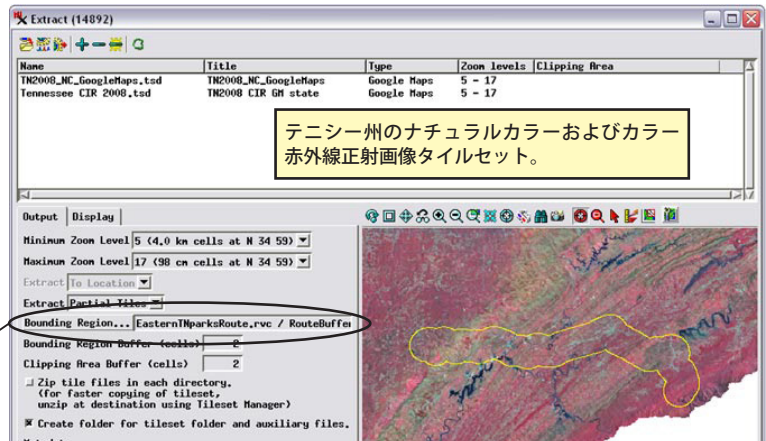 Extract (14892)
Name Title Type Zoom levels Clipping Area
TN2008_NC_GoogleMaps.tsd TN2008_NC_GoogleMaps Google Maps 5 - 17
Tennessee CIR 2008.tsd TN2008 CIR GM state Google Maps 5 - 17
テニシー州のナチュラルカラーおよびカラー
赤外線正射画像タイルセット。
Output Display
Minimum Zoom Level 5 (4.0 km cells at N 34 59)
Maximum Zoom Level 17 (98 cm cells at N 34 59)
Extract To Location
Extract Partial Tiles
Bounding Region... EasternTNparksRoute.rvc / RouteBuffer
Bounding Region Buffer (cells) 2
Clipping Area Buffer (cells) 2
Zip tile files in each directory.
(for faster copying of tileset,
unzip at destination using Tileset Manager)
Create folder for tileset folder and auxiliary files.